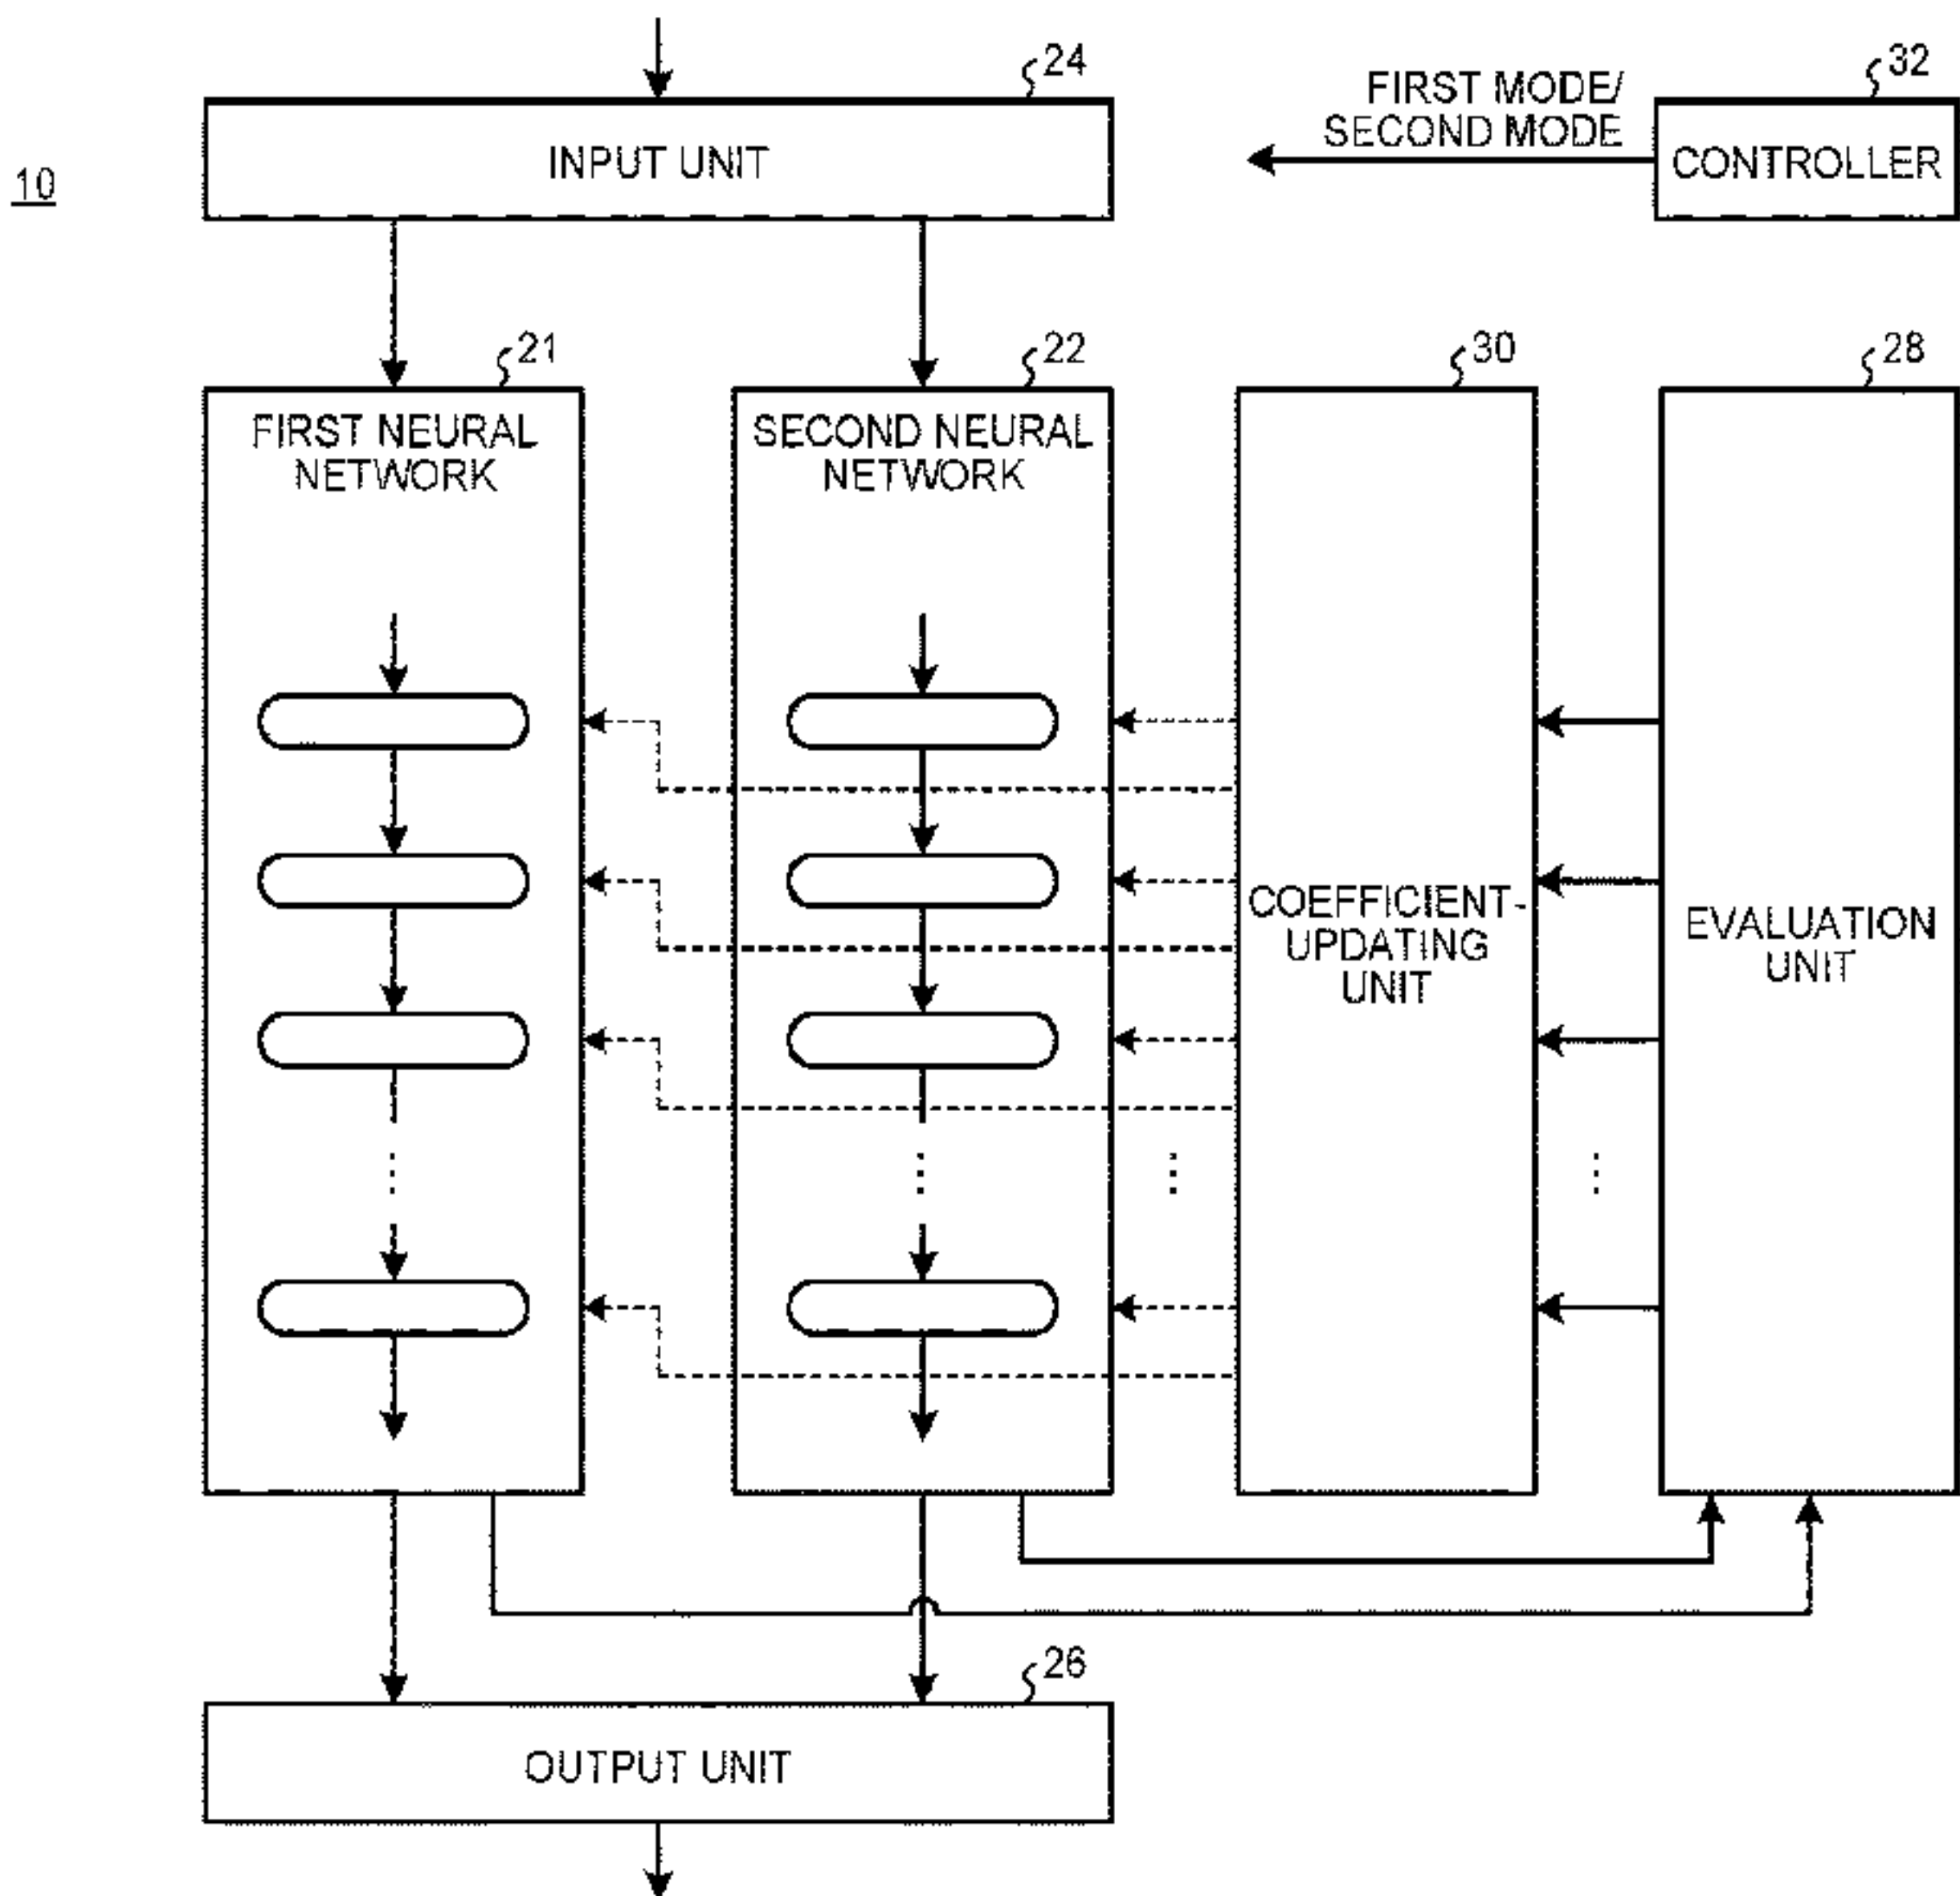 24
32
FIRST MODE/
SECOND MODE
10
INPUT UNIT
CONTROLLER
21
22
30
28
FIRST NEURAL
NETWORK
SECOND NEURAL
NETWORK
COEFFICIENT-
UPDATING
UNIT
EVALUATION
UNIT
26
OUTPUT UNIT